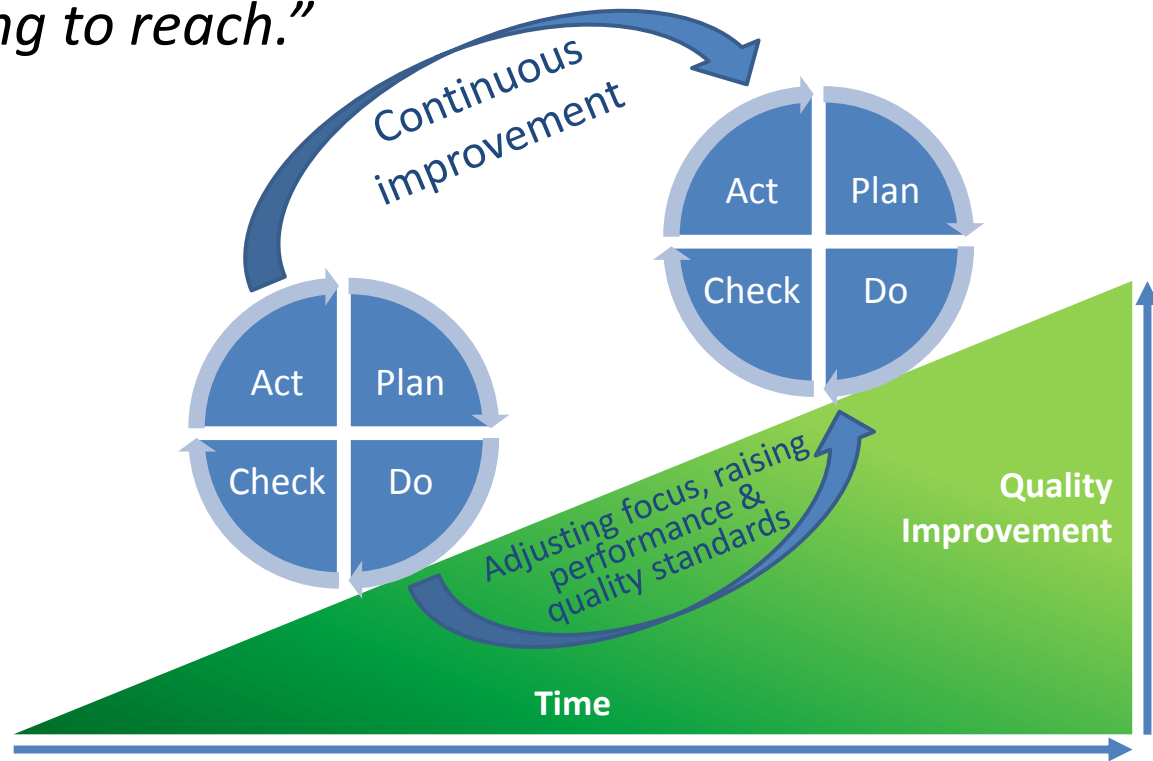 ng to reach.”
Continuous
improvement
Act
Plan
Check
Do
Act
Plan
Check
Do
Adjusting focus, raising
performance &
quality standards
Quality
Improvement
Time